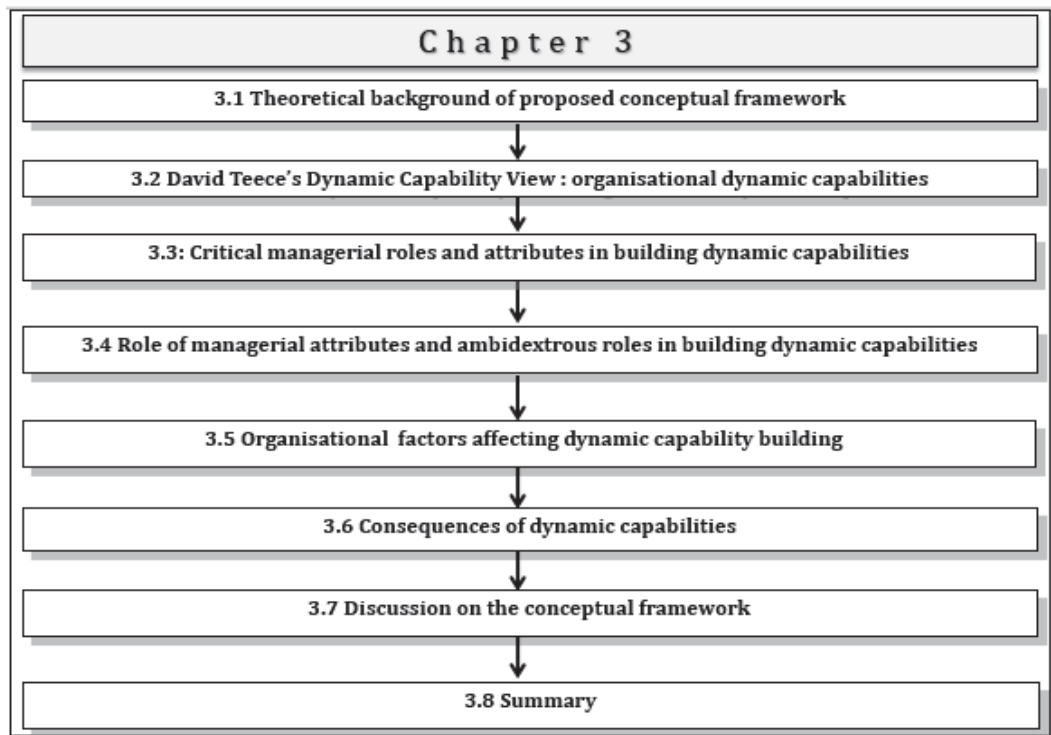 Chapter 3
3.1 Theoretical background of proposed conceptual framework
3.2 David Teece's Dynamic Capability View : organisational dynamic capabilities
3.3: Critical managerial roles and attributes in building dynamic capabilities
3.4 Role of managerial attributes and ambidextrous roles in building dynamic capabilities
3.5 Organisational factors affecting dynamic capability building
3.6 Consequences of dynamic capabilities
3.7 Discussion on the conceptual framework
3.8 Summary